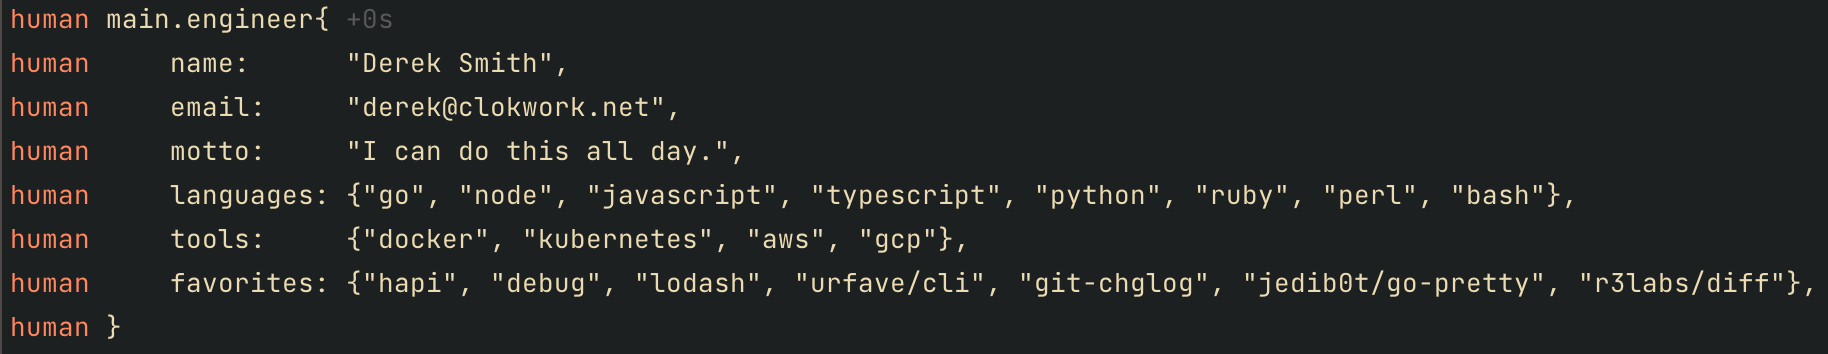 human main.engineer{ +0s
human     name:      "Derek Smith",
human     email:     "derek@clokwork.net",
human     motto:     "I can do this all day.",
human     languages: {"go", "node", "javascript", "typescript", "python", "ruby", "perl", "bash"},
human     tools:     {"docker", "kubernetes", "aws", "gcp"},
human     favorites: {"hapi", "debug", "lodash", "urfave/cli", "git-chglog", "jedib0t/go-pretty", "r3labs/diff"},
human }